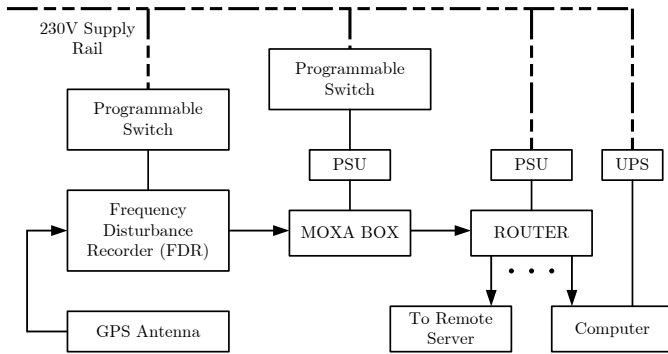 230V Supply
Rail
Programmable
Switch
Programmable
Switch
PSU
PSU
UPS
Frequency
Disturbance
Recorder (FDR)
MOXA BOX
ROUTER
GPS Antenna
To Remote
Server
Computer